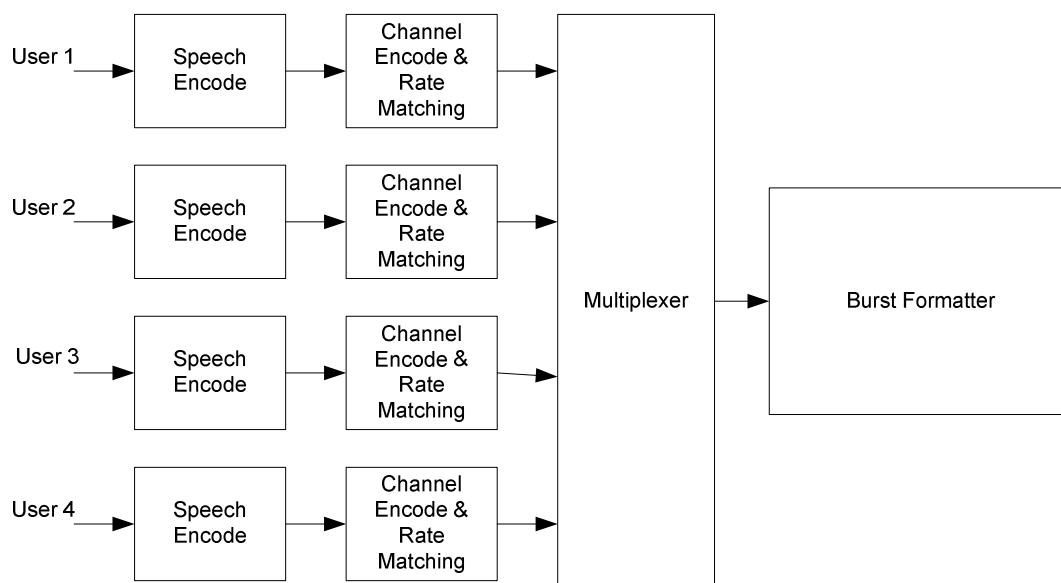 User 1
Speech
Encode
Channel
Encode &
Rate
Matching
User 2
Speech
Encode
Channel
Encode &
Rate
Matching
Multiplexer
Burst Formatter
User 3
Speech
Encode
Channel
Encode &
Rate
Matching
User 4
Speech
Encode
Channel
Encode &
Rate
Matching